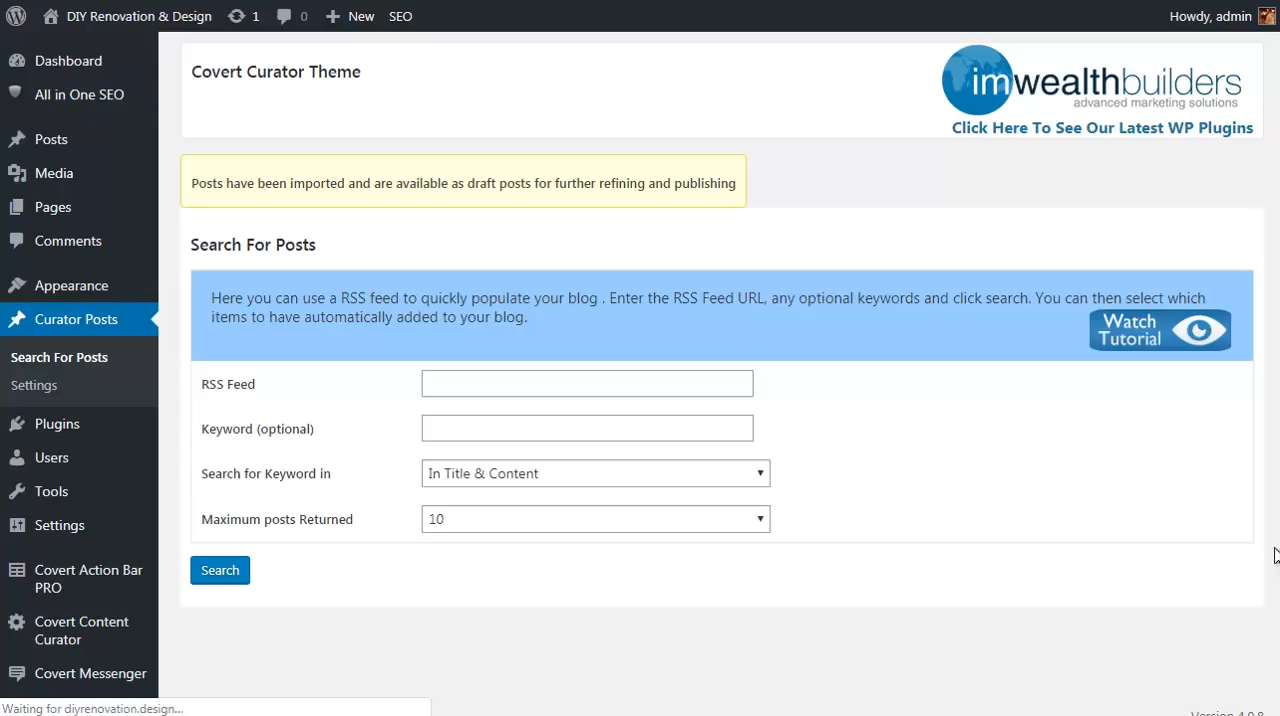 DIY Renovation & Design 1 0 New SEO Howdy, admin
Dashboard
All in One SEO
Posts
Media
Pages
Comments
Appearance
Curator Posts
Search For Posts
Settings
Plugins
Users
Tools
Settings
Covert Action Bar
PRO
Covert Content
Curator
Covert Messenger
Covert Curator Theme
imwealthbuilders
advanced marketing solutions
Click Here To See Our Latest WP Plugins
Posts have been imported and are available as draft posts for further refining and publishing
Search For Posts
Here you can use a RSS feed to quickly populate your blog . Enter the RSS Feed URL, any optional keywords and click search. You can then select which
items to have automatically added to your blog.
Watch
Tutorial
RSS Feed
Keyword (optional)
Search for Keyword in In Title & Content
Maximum posts Returned 10
Search
Waiting for diyrenovation.design...
Version 4.9.8